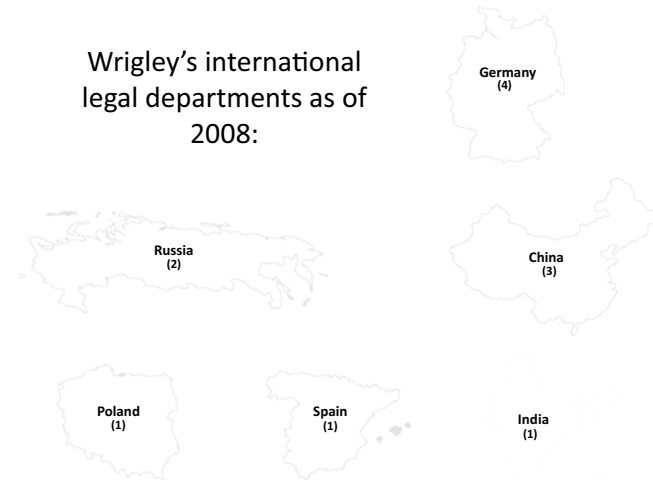 Wrigley’s international
legal departments as of
2008:
Germany
(4)
Russia
(2)
China
(3)
Poland
(1)
Spain
(1)
India
(1)